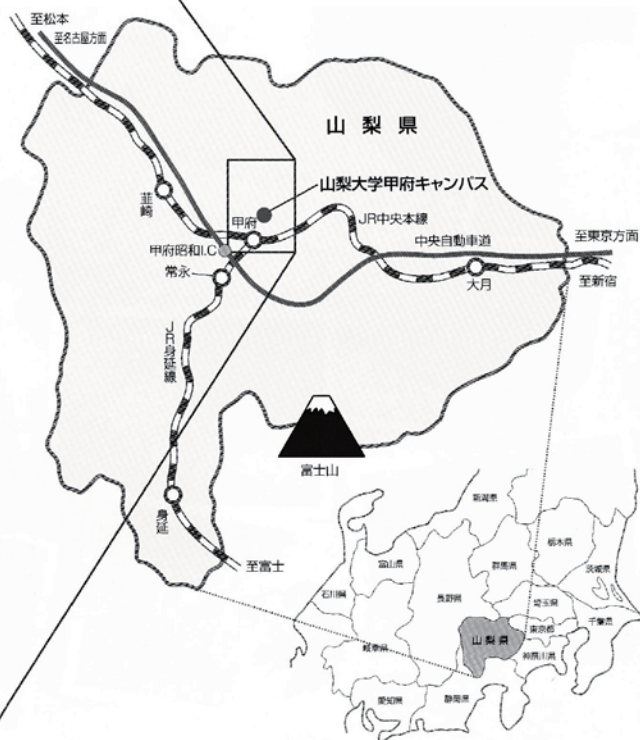 至松本
至名古屋方面
山梨県
山梨大学甲府キャンパス
韮崎
甲府
JR中央本線
甲府昭和I.C
中央自動車道
至東京方面
常永
大月
至新宿
JR身延線
富士山
身延
至富士
新潟県
栃木県
富山県
群馬県
茨城県
石川県
長野県
埼玉県
山梨県
東京都
千葉県
岐阜県
神奈川県
愛知県
静岡県